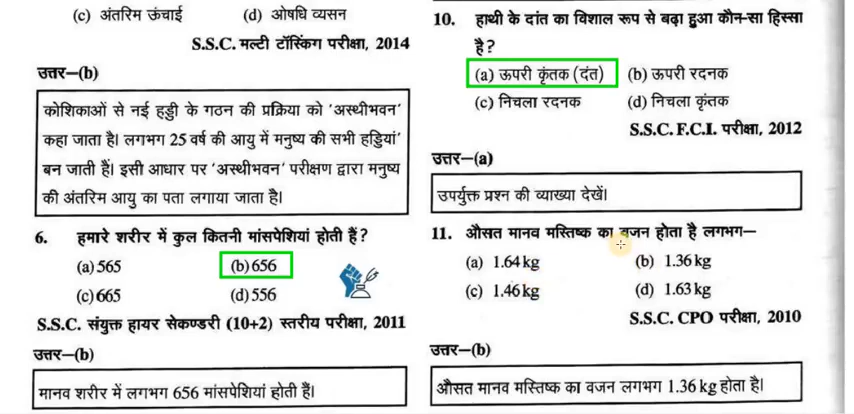 (c) अंतरिम ऊंचाई (d) ओषधि व्यसन
S.S.C. मल्टी टॉस्किंग परीक्षा, 2014
उत्तर—(b)
कोशिकाओं से नई हड्डी के गठन की प्रक्रिया को 'अस्थीभवन'
कहा जाता है। लगभग 25 वर्ष की आयु में मनुष्य की सभी हड्डियां'
बन जाती हैं। इसी आधार पर 'अस्थीभवन' परीक्षण द्वारा मनुष्य
की अंतरिम आयु का पता लगाया जाता है।
6. हमारे शरीर में कुल कितनी मांसपेशियां होती हैं?
(a) 565 (b) 656
(c) 665 (d) 556
S.S.C. संयुक्त हायर सेकण्डरी (10+2) स्तरीय परीक्षा, 2011
उत्तर—(b)
मानव शरीर में लगभग 656 मांसपेशियां होती हैं।
10. हाथी के दांत का विशाल रूप से बढ़ा हुआ कौन-सा हिस्सा
है?
(a) ऊपरी कृंतक (दंत) (b) ऊपरी रदनक
(c) निचला रदनक (d) निचला कृंतक
S.S.C. F.C.I. परीक्षा, 2012
उत्तर—(a)
उपर्युक्त प्रश्न की व्याख्या देखें।
11. औसत मानव मस्तिष्क का वजन होता है लगभग—
(a) 1.64 kg (b) 1.36 kg
(c) 1.46 kg (d) 1.63 kg
S.S.C. CPO परीक्षा, 2010
उत्तर—(b)
औसत मानव मस्तिष्क का वजन लगभग 1.36 kg होता है।